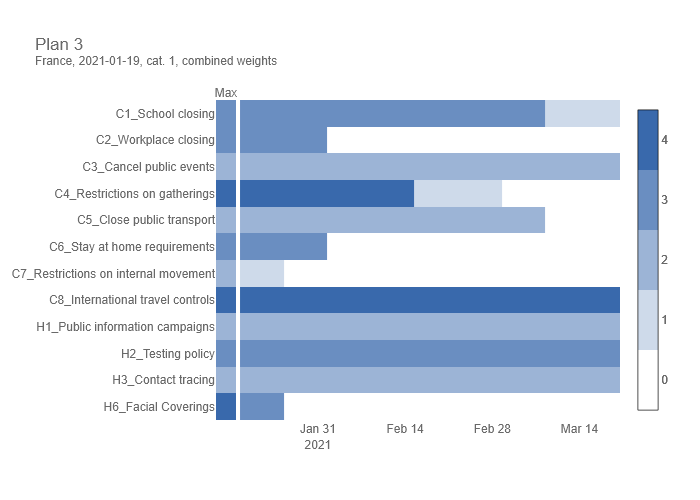 Plan 3
France, 2021-01-19, cat. 1, combined weights
Max
C1_School closing
C2_Workplace closing
C3_Cancel public events
C4_Restrictions on gatherings
C5_Close public transport
C6_Stay at home requirements
C7_Restrictions on internal movement
C8_International travel controls
H1_Public information campaigns
H2_Testing policy
H3_Contact tracing
H6_Facial Coverings
Jan 31 Feb 14 Feb 28 Mar 14
2021
4
3
2
1
0